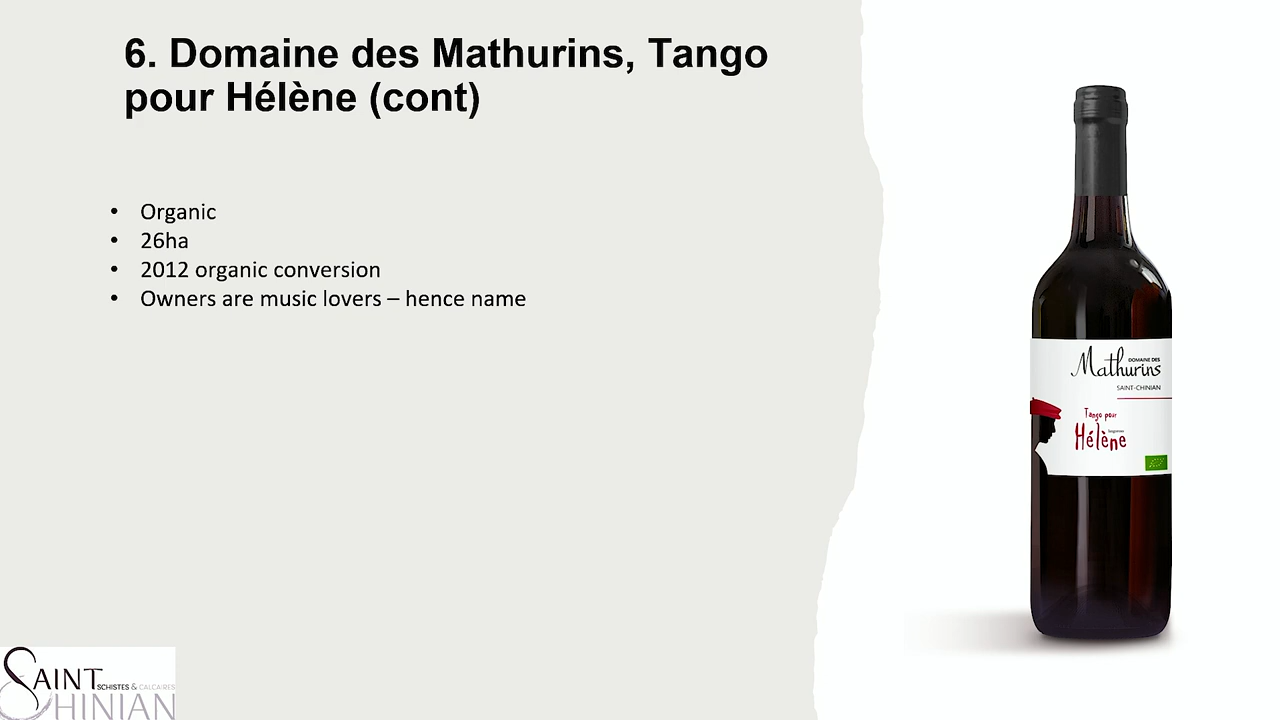 6. Domaine des Mathurins, Tango
pour Hélène (cont)
• Organic
• 26ha
• 2012 organic conversion
• Owners are music lovers – hence name
DOMAINE DES
Mathurins
SAINT-CHINIAN
Tango pour
Hélène
SAINT
SCHISTES & CALCAIRES
CHINIAN